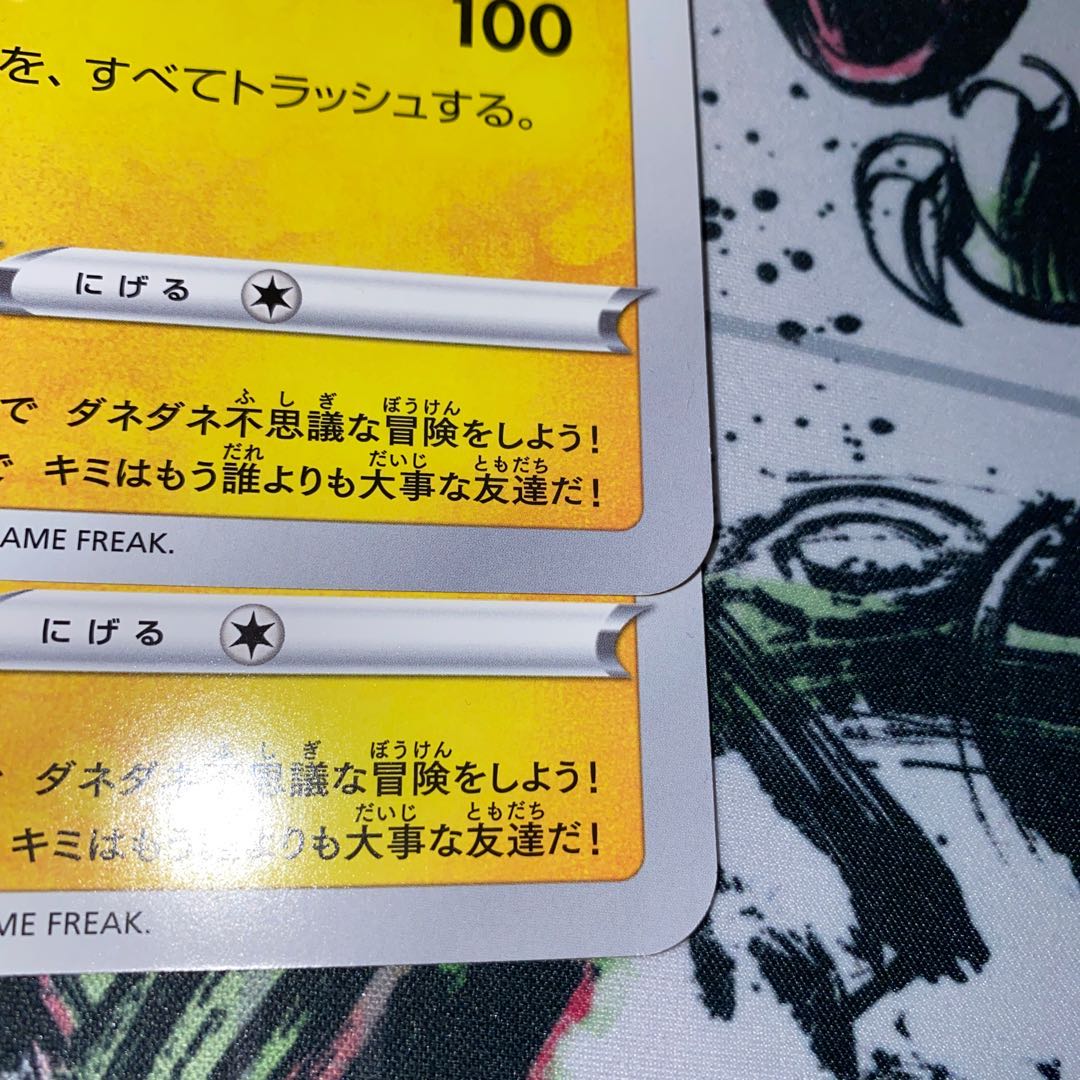 100
を、すべてトラッシュする。
にげる
で ダネダネ不思議な冒険をしよう!
ふしぎ ぼうけん
で キミはもう誰よりも大事な友達だ!
だれ だいじ ともだち
AME FREAK.
にげる
ダネダネ不思議な冒険をしよう!
しぎ ぼうけん
キミはもう よりも大事な友達だ!
だいじ ともだち
ME FREAK.